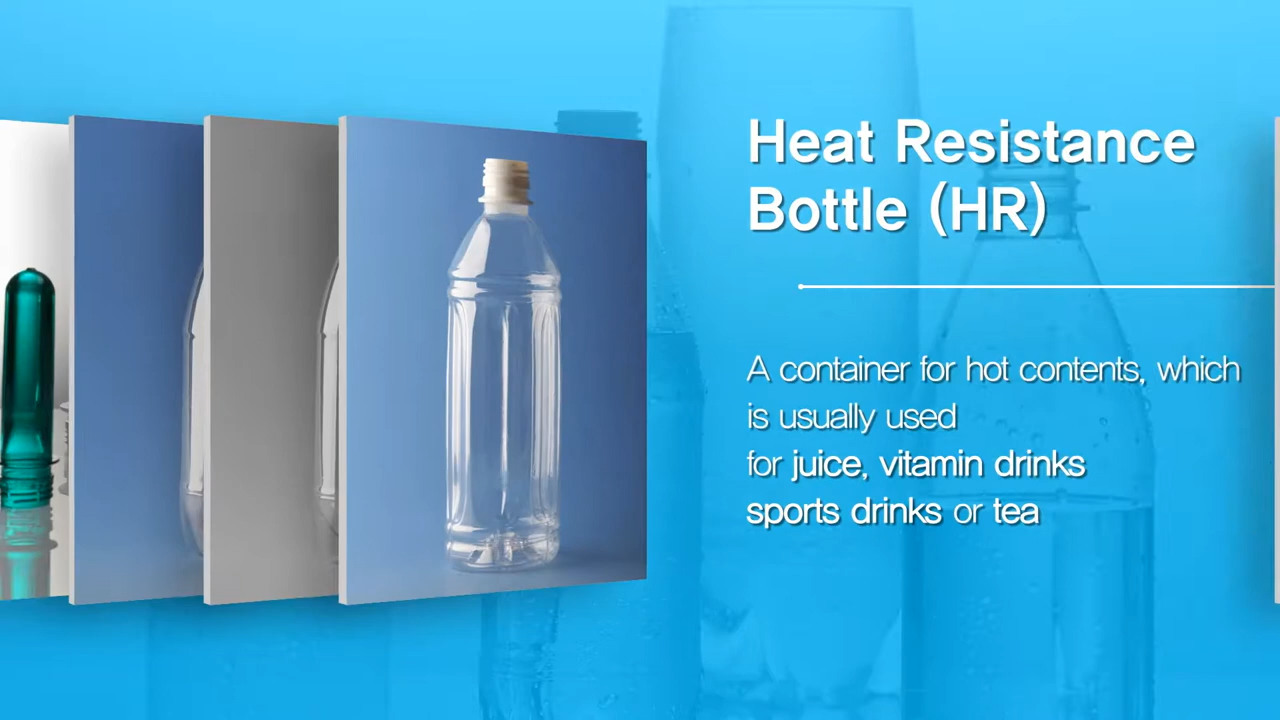 Heat Resistance
Bottle (HR)
A container for hot contents, which
is usually used
for juice, vitamin drinks
sports drinks or tea